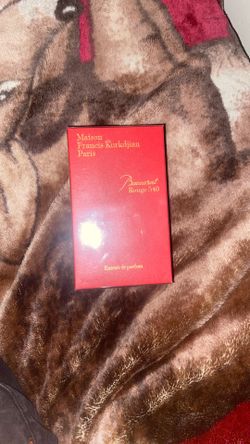 Maison
Francis Kurkdjian
Paris
Baccarat
Rouge 540
Extrait de parfum